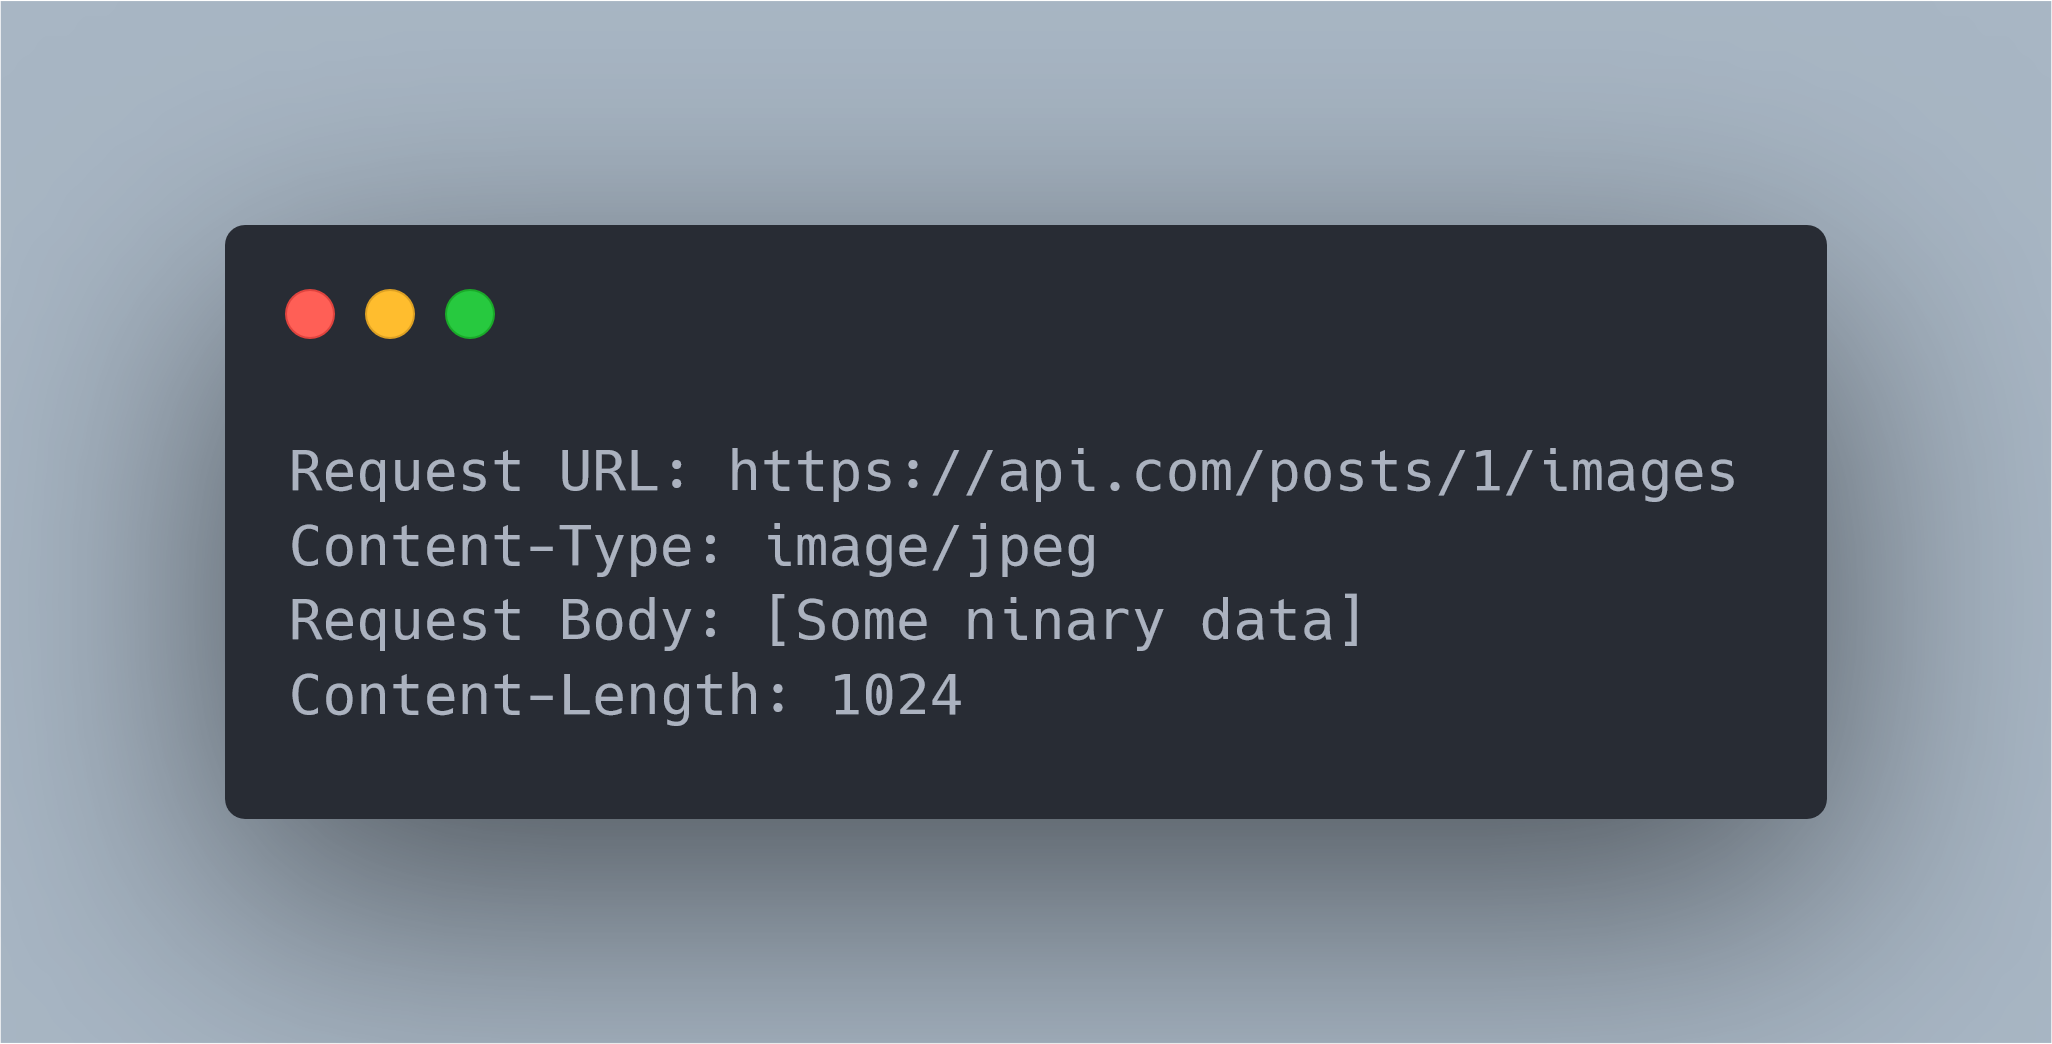 Request URL: https://api.com/posts/1/images
Content-Type: image/jpeg
Request Body: [Some ninary data]
Content-Length: 1024